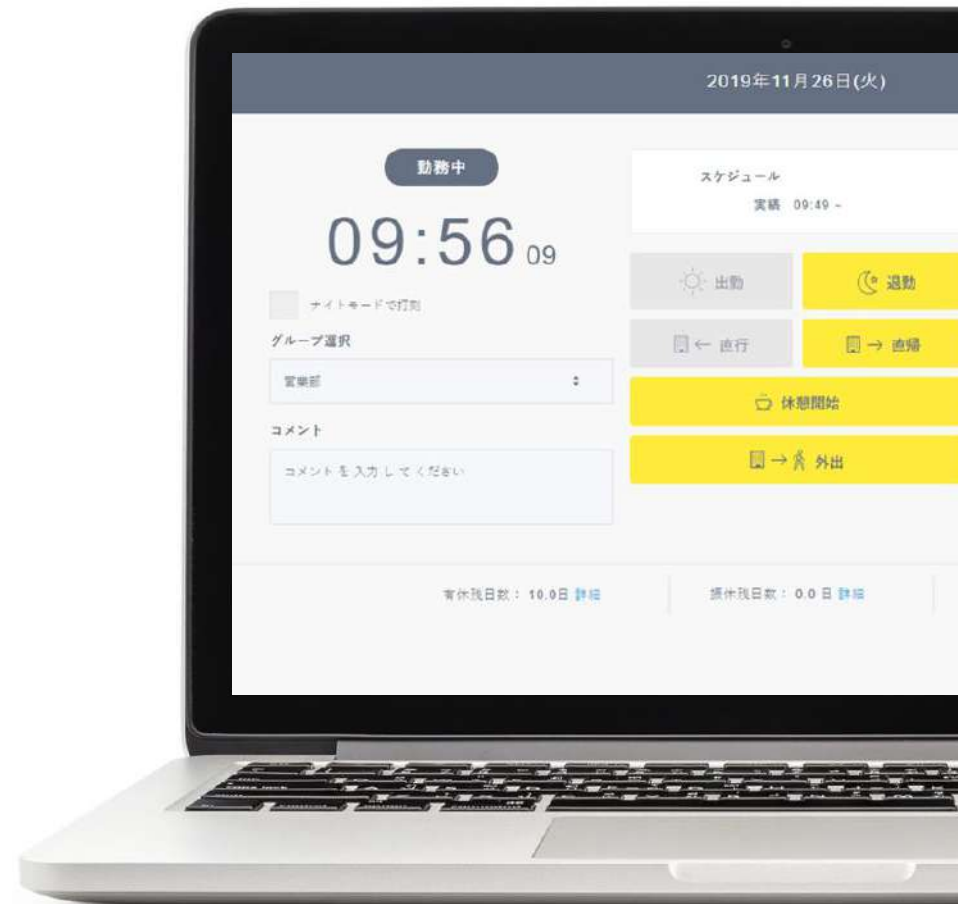 2019年11月26日(火)
勤務中
09:56 09
ナイトモードで打刻
グループ選択
営業部
コメント
コメントを入力してください
スケジュール
実績 09:49 ~
出勤
退勤
← 直行
→ 直帰
休憩開始
→ 外出
有休残日数： 10.0日 詳細
振休残日数： 0.0 日 詳細